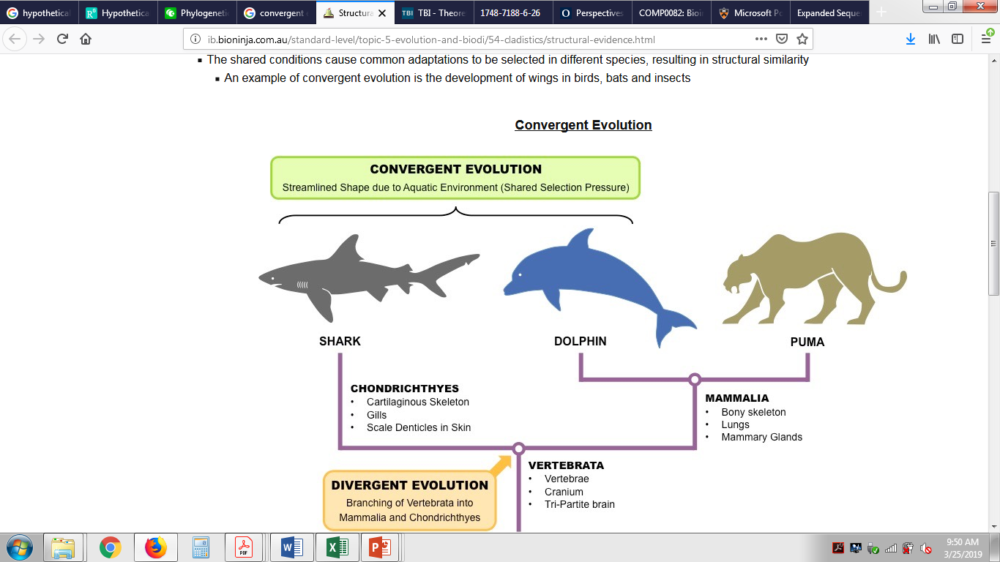 hypothetical
Hypothetica
Phylogeneti
convergent
Structura
TBI - Theore
1748-7188-6-26
Perspectives
COMP0082: Bioi
Microsoft Po
Expanded Seque
ib.bioninja.com.au/standard-level/topic-5-evolution-and-biodi/54-cladistics/structural-evidence.html
The shared conditions cause common adaptations to be selected in different species, resulting in structural similarity
An example of convergent evolution is the development of wings in birds, bats and insects
Convergent Evolution
CONVERGENT EVOLUTION
Streamlined Shape due to Aquatic Environment (Shared Selection Pressure)
SHARK
DOLPHIN
PUMA
CHONDRICHTHYES
• Cartilaginous Skeleton
• Gills
• Scale Denticles in Skin
MAMMALIA
• Bony skeleton
• Lungs
• Mammary Glands
VERTEBRATA
• Vertebrae
• Cranium
• Tri-Partite brain
DIVERGENT EVOLUTION
Branching of Vertebrata into
Mammalia and Chondrichthyes
9:50 AM
3/25/2019